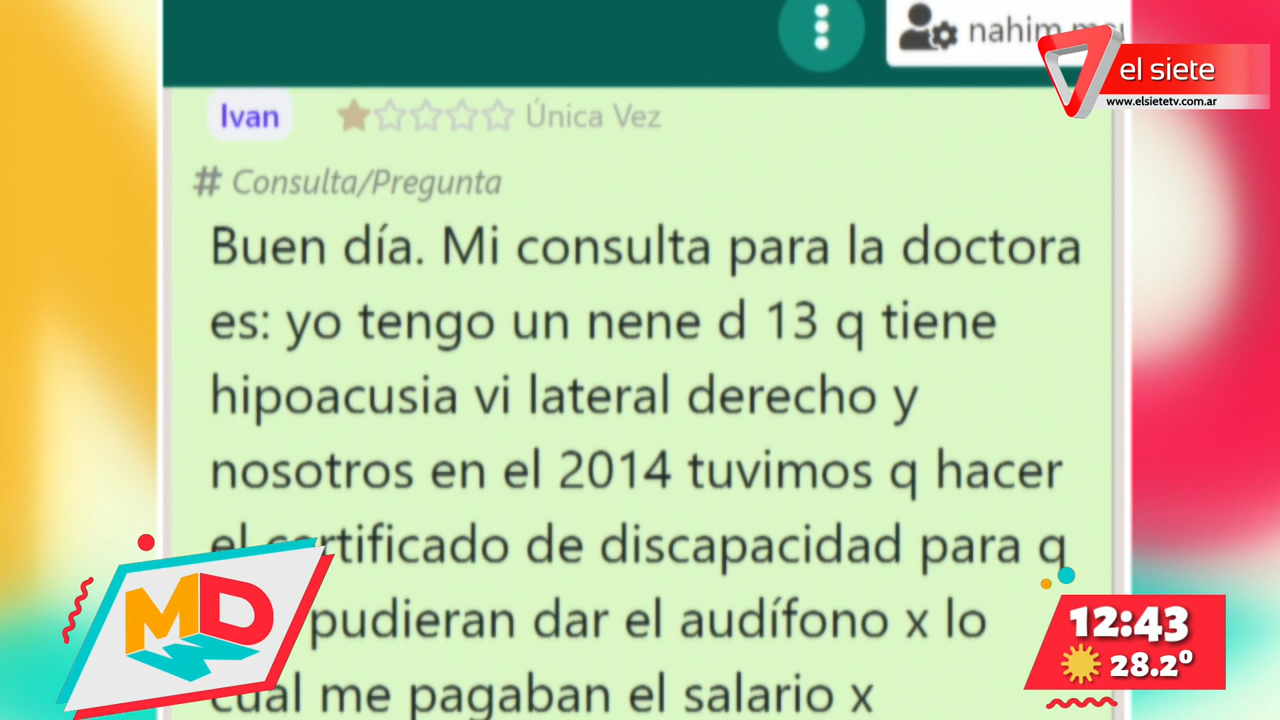 nahim
el siete
www.elsietetv.com.ar
Ivan
Única Vez
# Consulta/Pregunta
Buen día. Mi consulta para la doctora
es: yo tengo un nene d 13 q tiene
hipoacusia vi lateral derecho y
nosotros en el 2014 tuvimos q hacer
el certificado de discapacidad para q
pudieran dar el audífono x lo
cual me pagaban el salario x
MD
12:43
28.2º